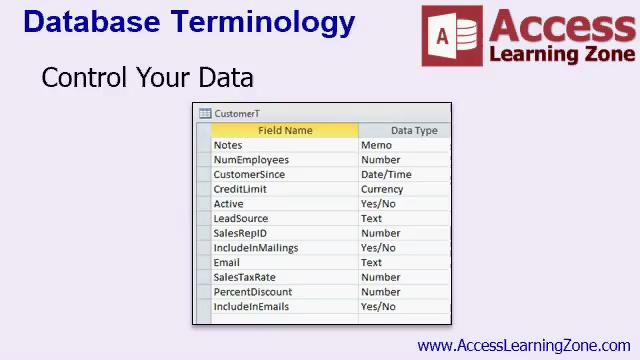 Database Terminology
A
Access
Learning Zone
Control Your Data
CustomerT
Field Name Data Type
Notes Memo
NumEmployees Number
CustomerSince Date/Time
CreditLimit Currency
Active Yes/No
LeadSource Text
SalesRepID Number
IncludeInMailings Yes/No
Email Text
SalesTaxRate Number
PercentDiscount Number
IncludeInEmails Yes/No
www.AccessLearningZone.com